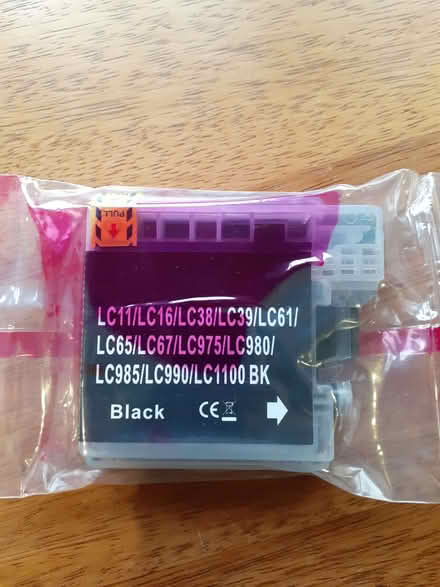 PULL
LC11/LC16/LC38/LC39/LC61/
LC65/LC67/LC975/LC980/
LC985/LC990/LC1100 BK
Black CE